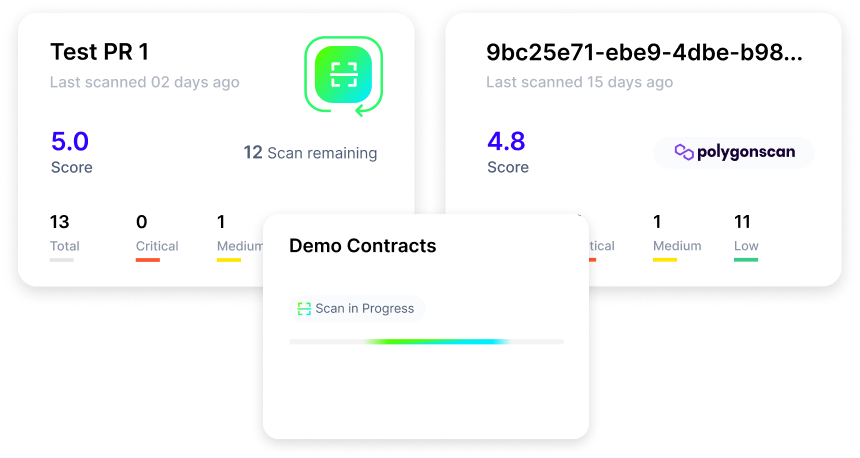 Test PR 1
Last scanned 02 days ago
5.0
Score
12 Scan remaining
13
Total
0
Critical
1
Medium
9bc25e71-ebe9-4dbe-b98...
Last scanned 15 days ago
4.8
Score
polygonscan
tical
1
Medium
11
Low
Demo Contracts
Scan in Progress